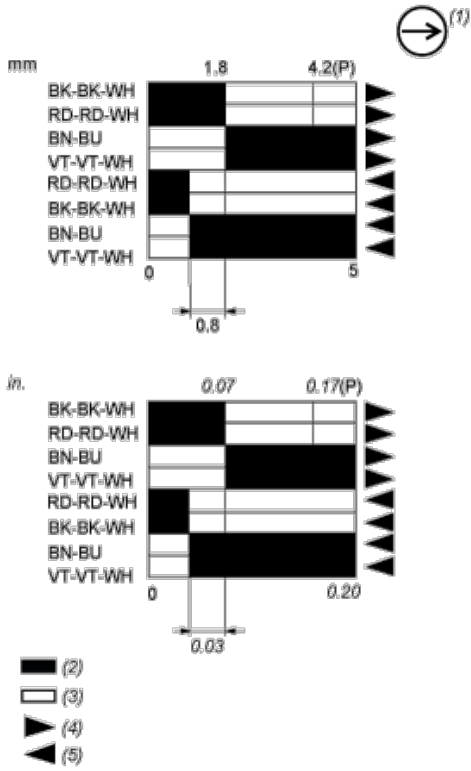 (1)
mm
1.8 4.2(P)
BK-BK-WH
RD-RD-WH
BN-BU
VT-VT-WH
RD-RD-WH
BK-BK-WH
BN-BU
VT-VT-WH
0 5
0.8
in.
0.07 0.17(P)
BK-BK-WH
RD-RD-WH
BN-BU
VT-VT-WH
RD-RD-WH
BK-BK-WH
BN-BU
VT-VT-WH
0 0.20
0.03
(2)
(3)
(4)
(5)